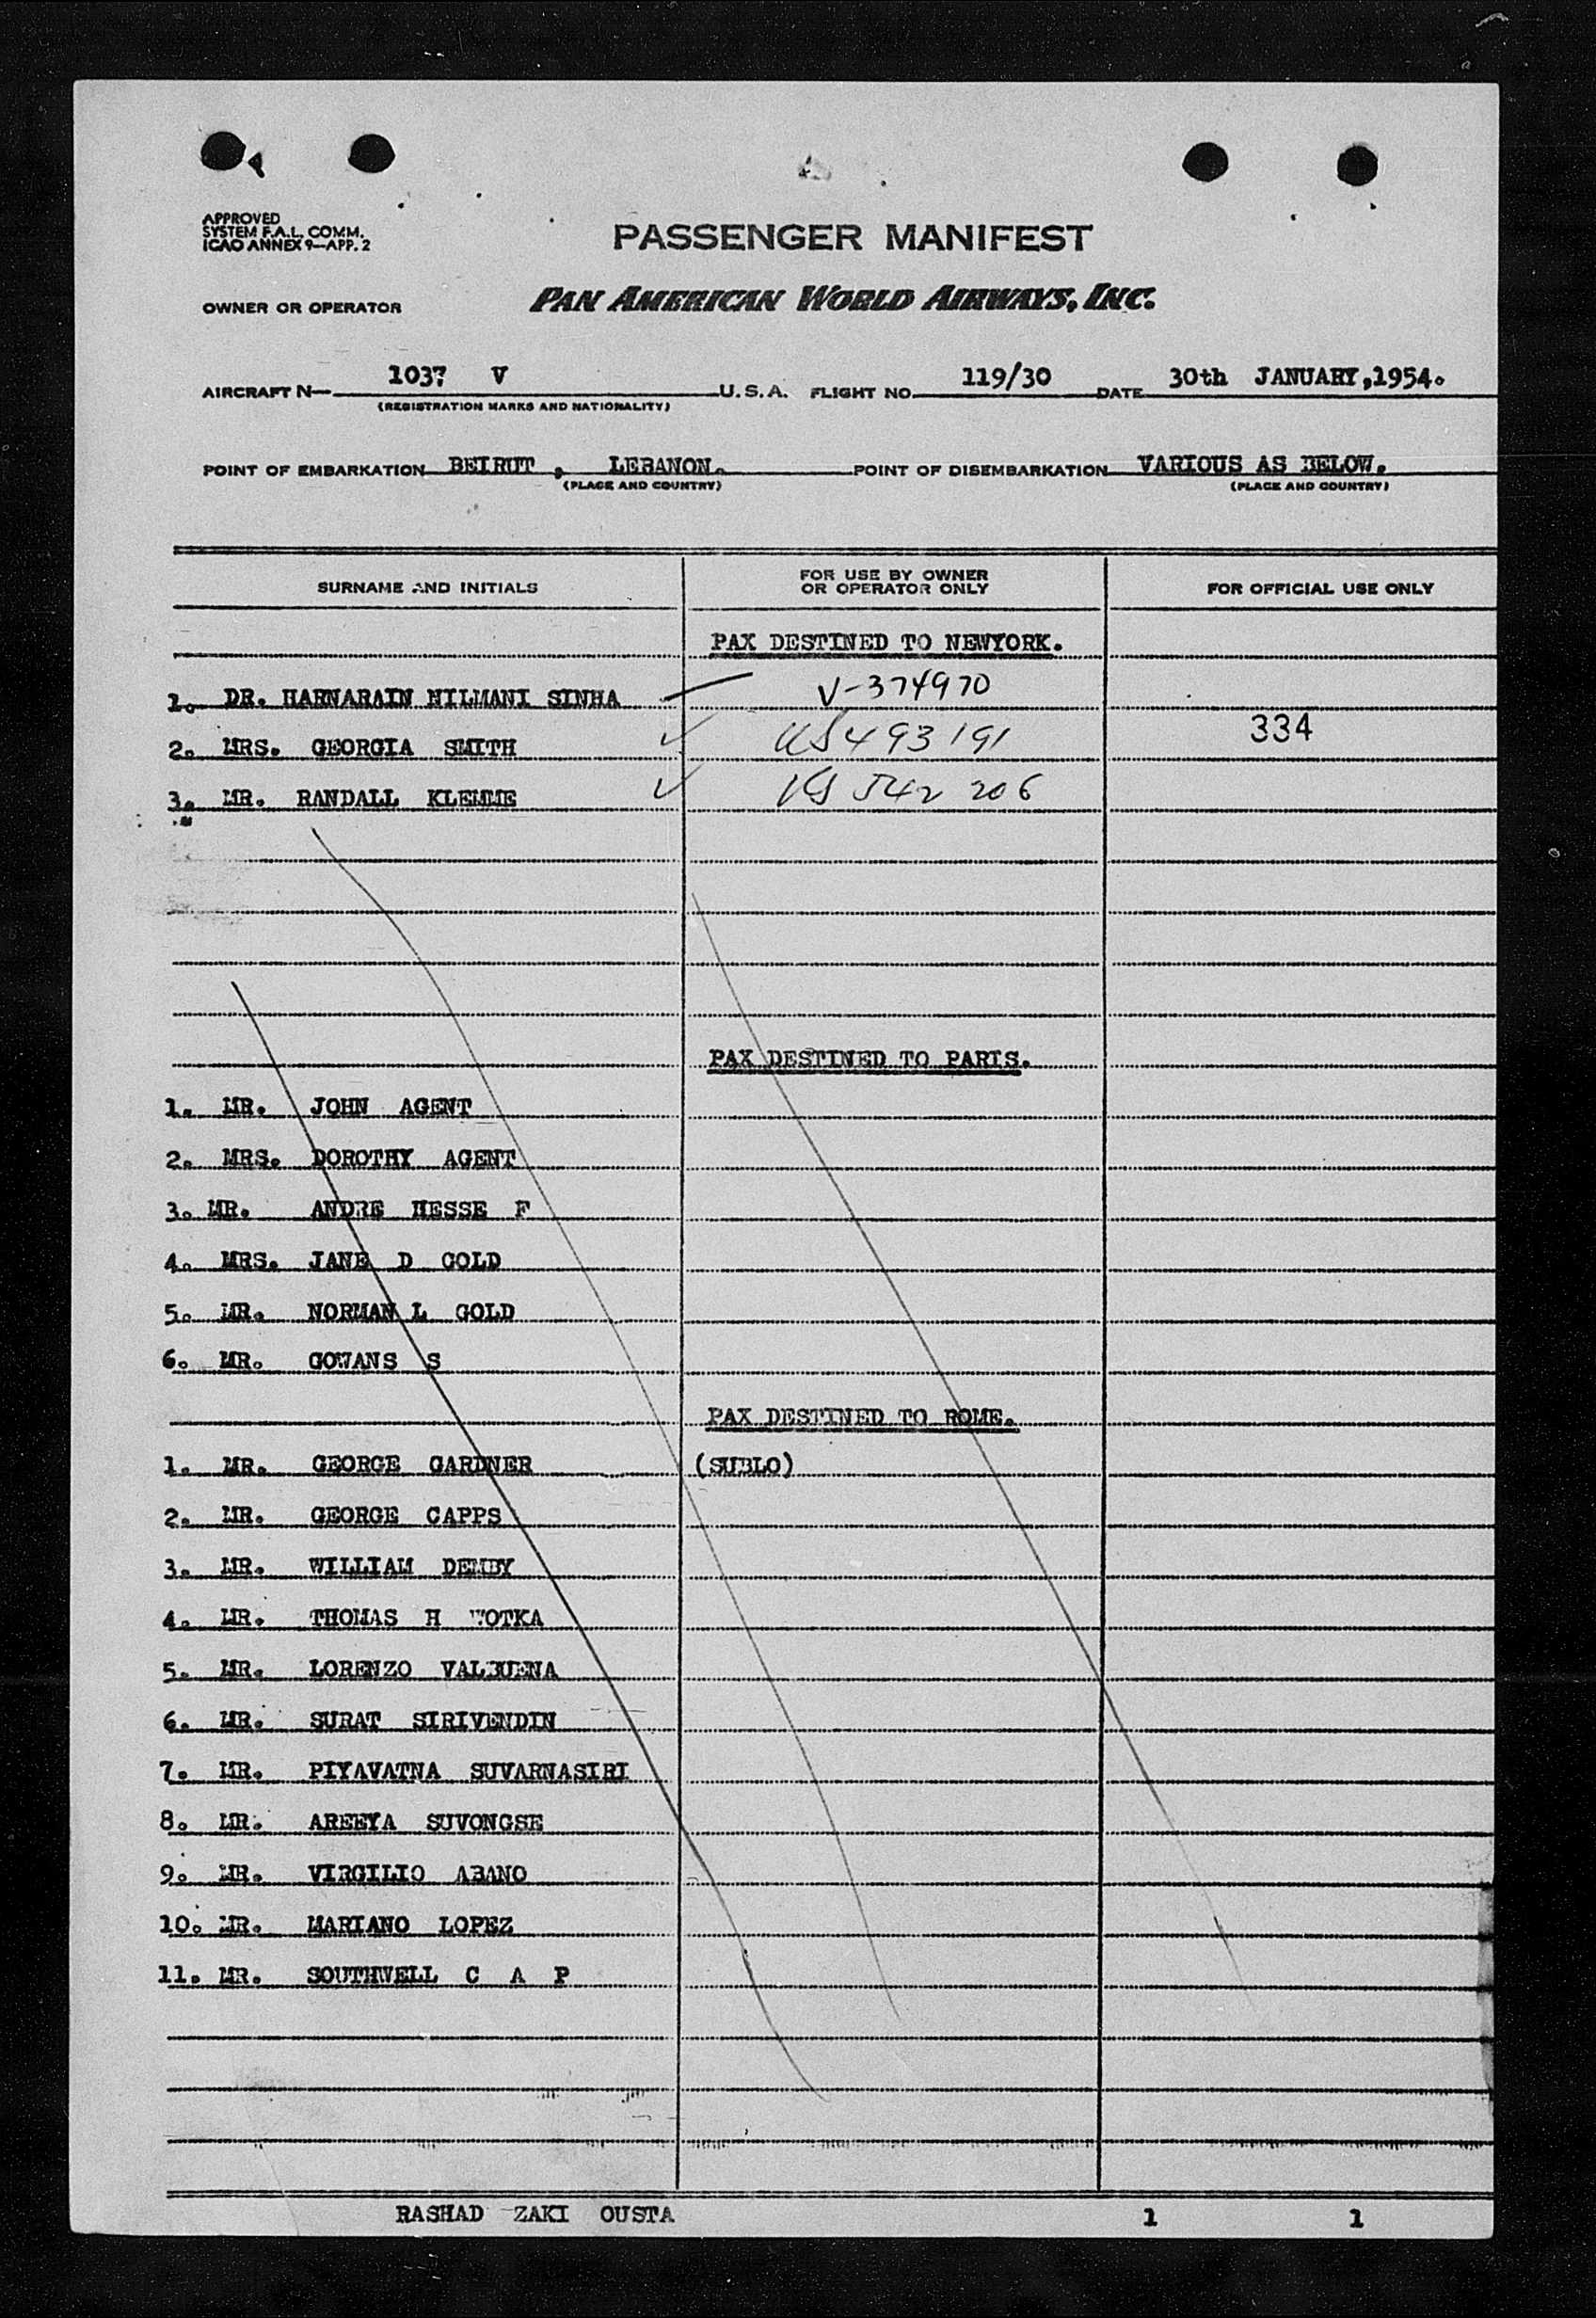 APPROVED
SYSTEM F.A.L. COMM.
ICAO ANNEX 9—APP. 2
PASSENGER MANIFEST
OWNER OR OPERATOR PAN AMERICAN WORLD AIRWAYS, INC.
AIRCRAFT N— 1037 V U.S.A. FLIGHT NO. 119/30 DATE 30th JANUARY,1954.
(REGISTRATION MARKS AND NATIONALITY)
POINT OF EMBARKATION BEIRUT , LEBANON. POINT OF DISEMBARKATION VARIOUS AS BELOW.
(PLACE AND COUNTRY) (PLACE AND COUNTRY)
SURNAME AND INITIALS FOR USE BY OWNER OR OPERATOR ONLY FOR OFFICIAL USE ONLY
PAX DESTINED TO NEWYORK.
1. DR. HARNARAIN NILMANI SINHA V-374970
2. MRS. GEORGIA SMITH 493191 334
3. MR. RANDALL KLEMME 542 206
PAX DESTINED TO PARIS.
1. MR. JOHN AGENT
2. MRS. DOROTHY AGENT
3. MR. ANDRE HESSE F
4. MRS. JANE D GOLD
5. MR. NORMAN L GOLD
6. MR. GOWANS S
PAX DESTINED TO ROME.
1. MR. GEORGE GARDNER (SUBLO)
2. MR. GEORGE CAPPS
3. MR. WILLIAM DEMBY
4. MR. THOMAS H WOTKA
5. MR. LORENZO VALBUENA
6. MR. SURAT SIRIVENDIN
7. MR. PIYAVATNA SUVARNASIRI
8. MR. AREEYA SUVONGSE
9. MR. VIRGILIO ABANO
10. MR. MARIANO LOPEZ
11. MR. SOUTHWELL C A P
RASHAD ZAKI OUSTA 1 1